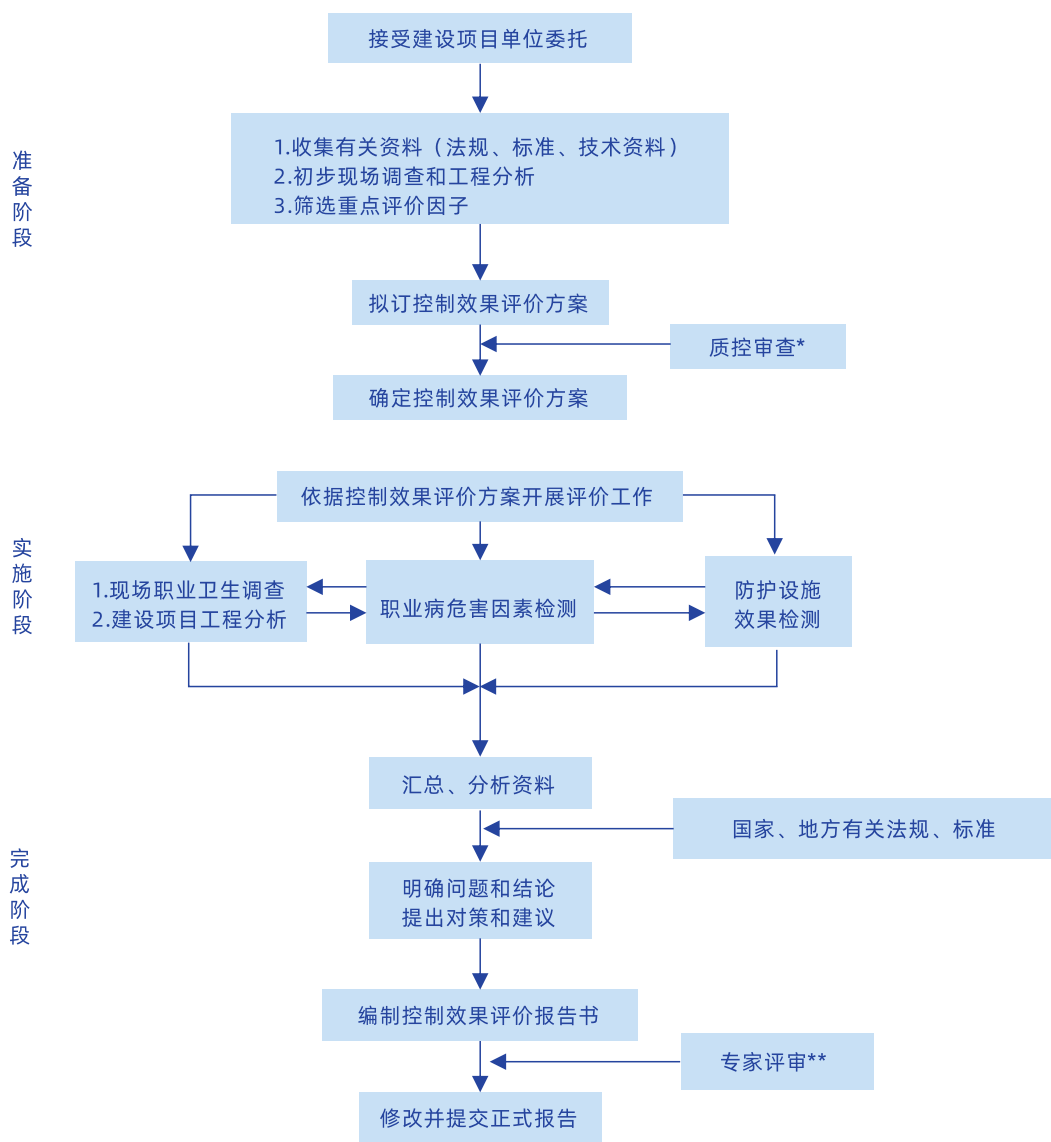 接受建设项目单位委托
准备阶段
1.收集有关资料（法规、标准、技术资料）
2.初步现场调查和工程分析
3.筛选重点评价因子
拟订控制效果评价方案
质控审查*
确定控制效果评价方案
实施阶段
依据控制效果评价方案开展评价工作
1.现场职业卫生调查
2.建设项目工程分析
职业病危害因素检测
防护设施
效果检测
完成阶段
汇总、分析资料
国家、地方有关法规、标准
明确问题和结论
提出对策和建议
编制控制效果评价报告书
专家评审**
修改并提交正式报告